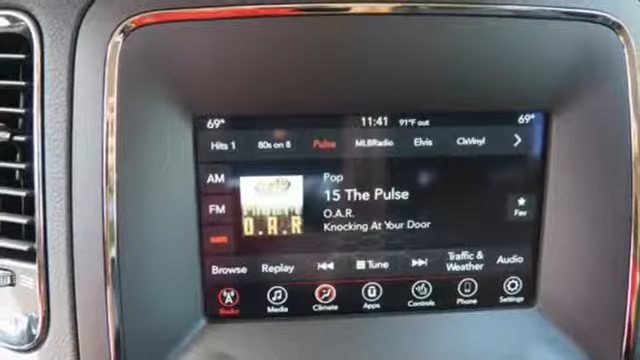 69° 11:41 91°F out 69°
Hits 1 80s on 8 Pulse MLBRadio Elvis ClsVinyl
AM
Pop
15 The Pulse
FM
O.A.R.
Knocking At Your Door
Fav
O.A.R
Browse Replay Tune Traffic & Weather Audio
Radio Media Climate Apps Controls Phone Settings